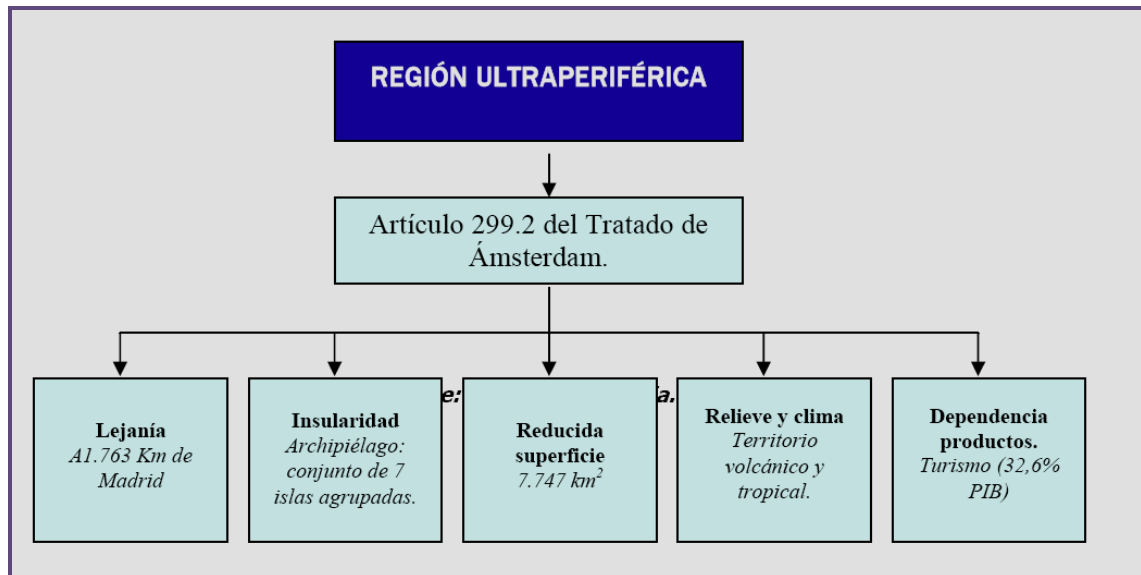 REGIÓN ULTRAPERIFÉRICA
Artículo 299.2 del Tratado de
Ámsterdam.
e:
a.
Lejanía
A1.763 Km de
Madrid
Insularidad
Archipiélago:
conjunto de 7
islas agrupadas.
Reducida
superficie
7.747 km²
Relieve y clima
Territorio
volcánico y
tropical.
Dependencia
productos.
Turismo (32,6%
PIB)